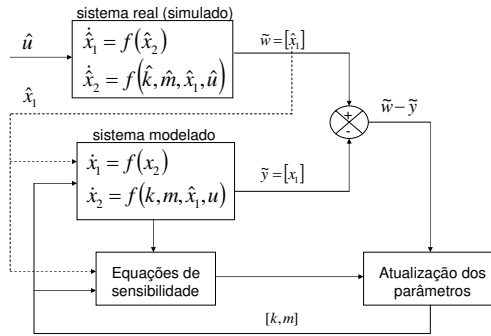 sistema real (simulado)
û
ẋ̂₁ = f(x̂₂)
ẋ̂₂ = f(k̂, m̂, x̂₁, û)
w̃ = [x̂₁]
x̂₁
+
-
w̃ − ỹ
sistema modelado
ẋ₁ = f(x₂)
ẋ₂ = f(k, m, x̂₁, u)
ỹ = [x₁]
Equações de
sensibilidade
Atualização dos
parâmetros
[k, m]